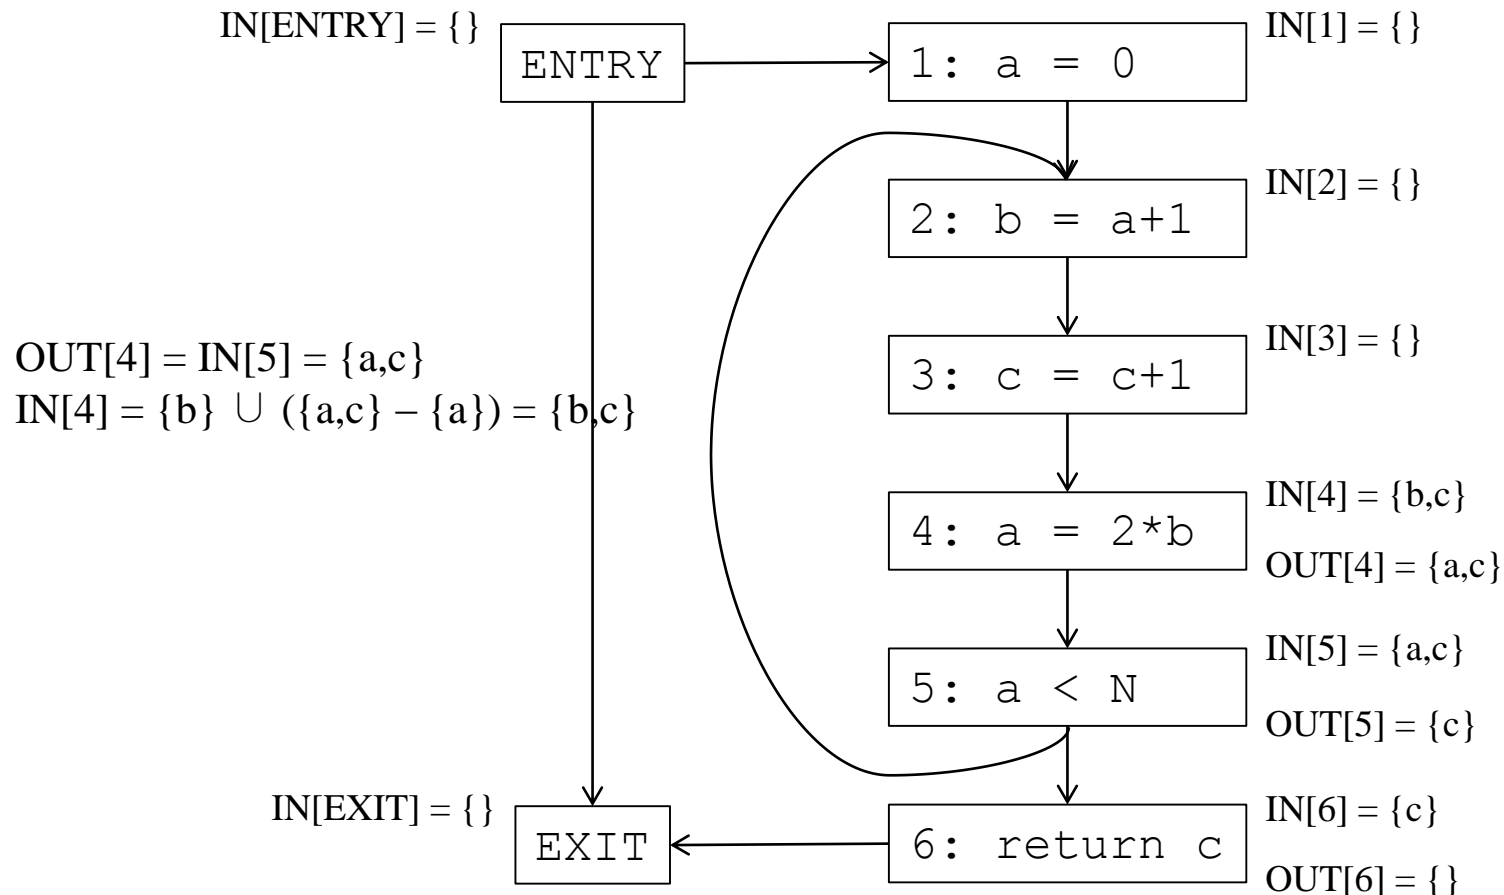 IN[ENTRY] = {}
ENTRY
1: a = 0
IN[1] = {}
2: b = a+1
IN[2] = {}
3: c = c+1
IN[3] = {}
OUT[4] = IN[5] = {a,c}
IN[4] = {b} ∪ ({a,c} – {a}) = {b,c}
4: a = 2*b
IN[4] = {b,c}
OUT[4] = {a,c}
5: a < N
IN[5] = {a,c}
OUT[5] = {c}
IN[EXIT] = {}
EXIT
6: return c
IN[6] = {c}
OUT[6] = {}